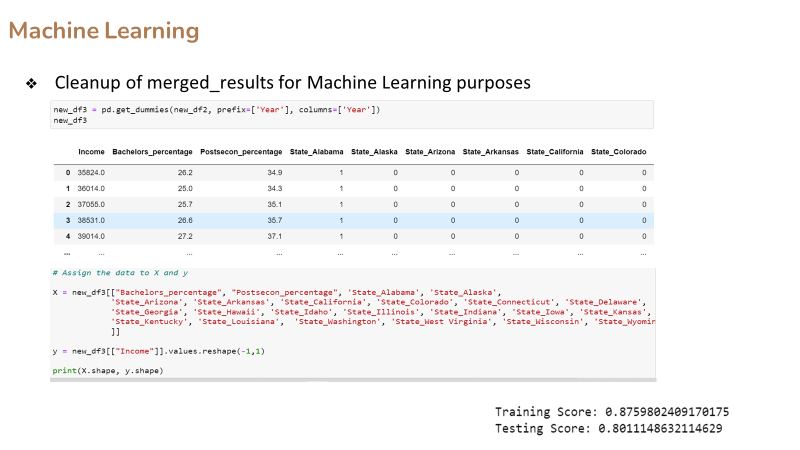 Machine Learning
❖ Cleanup of merged_results for Machine Learning purposes
new_df3 = pd.get_dummies(new_df2, prefix=['Year'], columns=['Year'])
new_df3
Income Bachelors_percentage Postsecon_percentage State_Alabama State_Alaska State_Arizona State_Arkansas State_California State_Colorado
0 35824.0 26.2 34.9 1 0 0 0 0 0
1 36014.0 25.0 34.3 1 0 0 0 0 0
2 37055.0 25.7 35.1 1 0 0 0 0 0
3 38531.0 26.6 35.7 1 0 0 0 0 0
4 39014.0 27.2 37.1 1 0 0 0 0 0
... ... ... ... ... ... ... ... ... ...
# Assign the data to X and y
X = new_df3[["Bachelors_percentage", "Postsecon_percentage", 'State_Alabama', 'State_Alaska',
'State_Arizona', 'State_Arkansas', 'State_California', 'State_Colorado', 'State_Connecticut', 'State_Delaware',
'State_Georgia', 'State_Hawaii', 'State_Idaho', 'State_Illinois', 'State_Indiana', 'State_Iowa', 'State_Kansas',
'State_Kentucky', 'State_Louisiana', 'State_Washington', 'State_West Virginia', 'State_Wisconsin', 'State_Wyomin
]]
y = new_df3[["Income"]].values.reshape(-1,1)
print(X.shape, y.shape)
Training Score: 0.8759802409170175
Testing Score: 0.8011148632114629